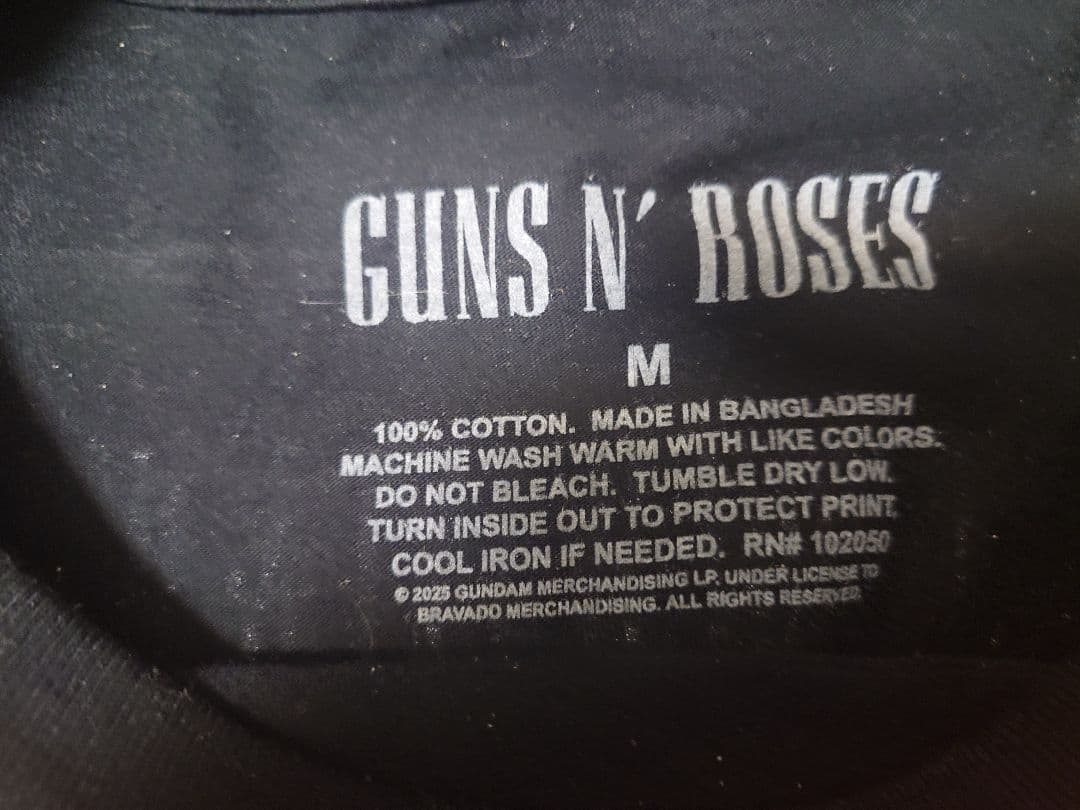 GUNS N' ROSES
M
100% COTTON. MADE IN BANGLADESH
MACHINE WASH WARM WITH LIKE COLORS.
DO NOT BLEACH. TUMBLE DRY LOW.
TURN INSIDE OUT TO PROTECT PRINT.
COOL IRON IF NEEDED. RN# 102050
© 2025 GUNDAM MERCHANDISING LP. UNDER LICENSE TO
BRAVADO MERCHANDISING. ALL RIGHTS RESERVED.